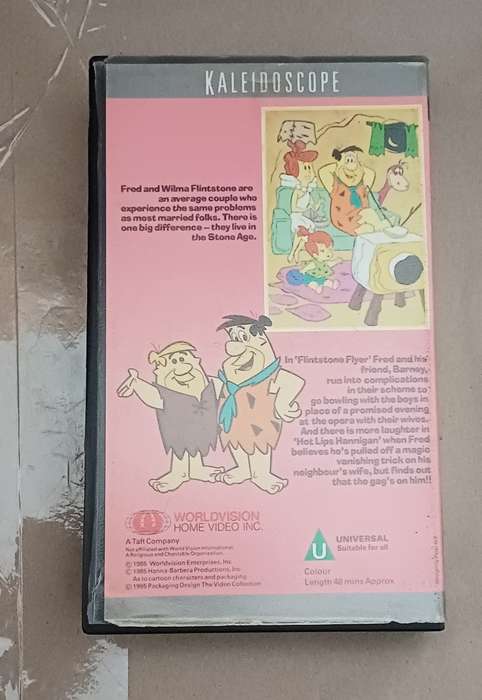 KALEIDOSCOPE
Fred and Wilma Flintstone are
an average couple who
experience the same problems
as most married folks. There is
one big difference – they live in
the Stone Age.
In 'Flintstone Flyer' Fred and his
friend, Barney,
run into complications
in their scheme to
go bowling with the boys in
place of a promised evening
at the opera with their wives.
And there is more laughter in
'Hot Lips Hannigan' when Fred
believes he's pulled off a magic
vanishing trick on his
neighbour's wife, but finds out
that the gag's on him!!
WORLDVISION
HOME VIDEO INC.
A Taft Company
Not affiliated with World Vision International
A Religious and Charitable Organization.
© 1985 Worldvision Enterprises, Inc.
© 1985 Hanna-Barbera Productions, Inc.
As to cartoon characters and packaging
© 1985 Packaging Design The Video Collection
U
UNIVERSAL
Suitable for all
Colour
Length 48 mins Approx